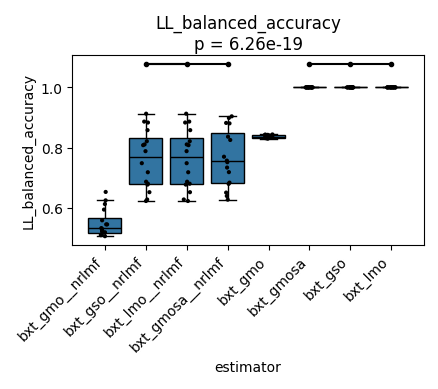 LL_balanced_accuracy
p = 6.26e-19
LL_balanced_accuracy
1.0
0.8
0.6
bxt_gmo__nrlmf
bxt_gso__nrlmf
bxt_lmo__nrlmf
bxt_gmosa__nrlmf
bxt_gmo
bxt_gmosa
bxt_gso
bxt_lmo
estimator